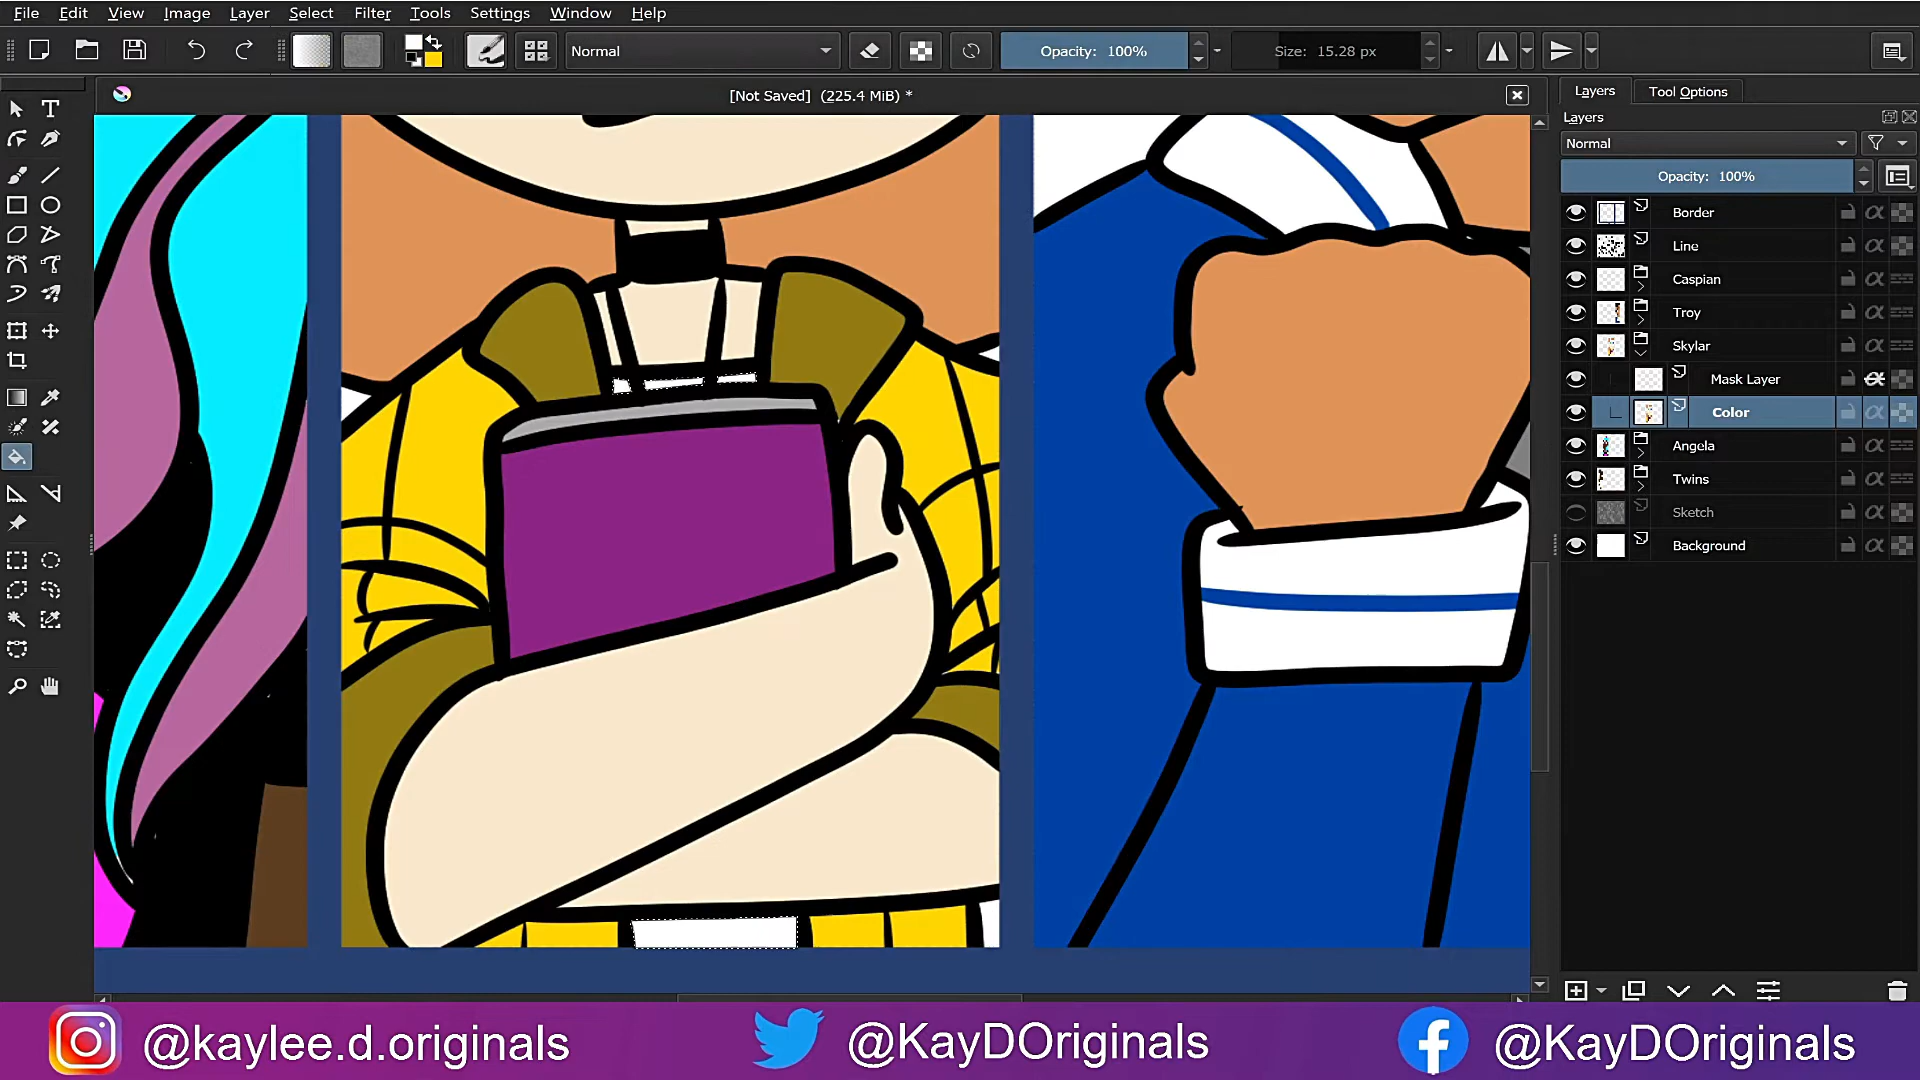 File Edit View Image Layer Select Filter Tools Settings Window Help
Normal Opacity: 100% Size: 15.28 px
[Not Saved] (225.4 MiB) *
Layers Tool Options
Layers
Normal
Opacity: 100%
Border
Line
Caspian
Troy
Skylar
Mask Layer
Color
Angela
Twins
Sketch
Background
@kaylee.d.originals @KayDOriginals @KayDOriginals